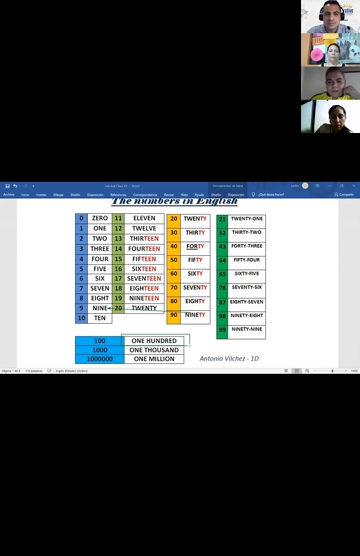 The numbers in English
0 ZERO 11 ELEVEN 20 TWENTY 21 TWENTY-ONE
1 ONE 12 TWELVE 30 THIRTY 32 THIRTY-TWO
2 TWO 13 THIRTEEN 40 FORTY 43 FORTY-THREE
3 THREE 14 FOURTEEN 50 FIFTY 54 FIFTY-FOUR
4 FOUR 15 FIFTEEN 60 SIXTY 65 SIXTY-FIVE
5 FIVE 16 SIXTEEN 70 SEVENTY 76 SEVENTY-SIX
6 SIX 17 SEVENTEEN 80 EIGHTY 87 EIGHTY-SEVEN
7 SEVEN 18 EIGHTEEN 90 NINETY 98 NINETY-EIGHT
8 EIGHT 19 NINETEEN 99 NINETY-NINE
9 NINE 20 TWENTY
10 TEN
100 ONE HUNDRED
1000 ONE THOUSAND
1000000 ONE MILLION
Antonio Vílchez - 1D